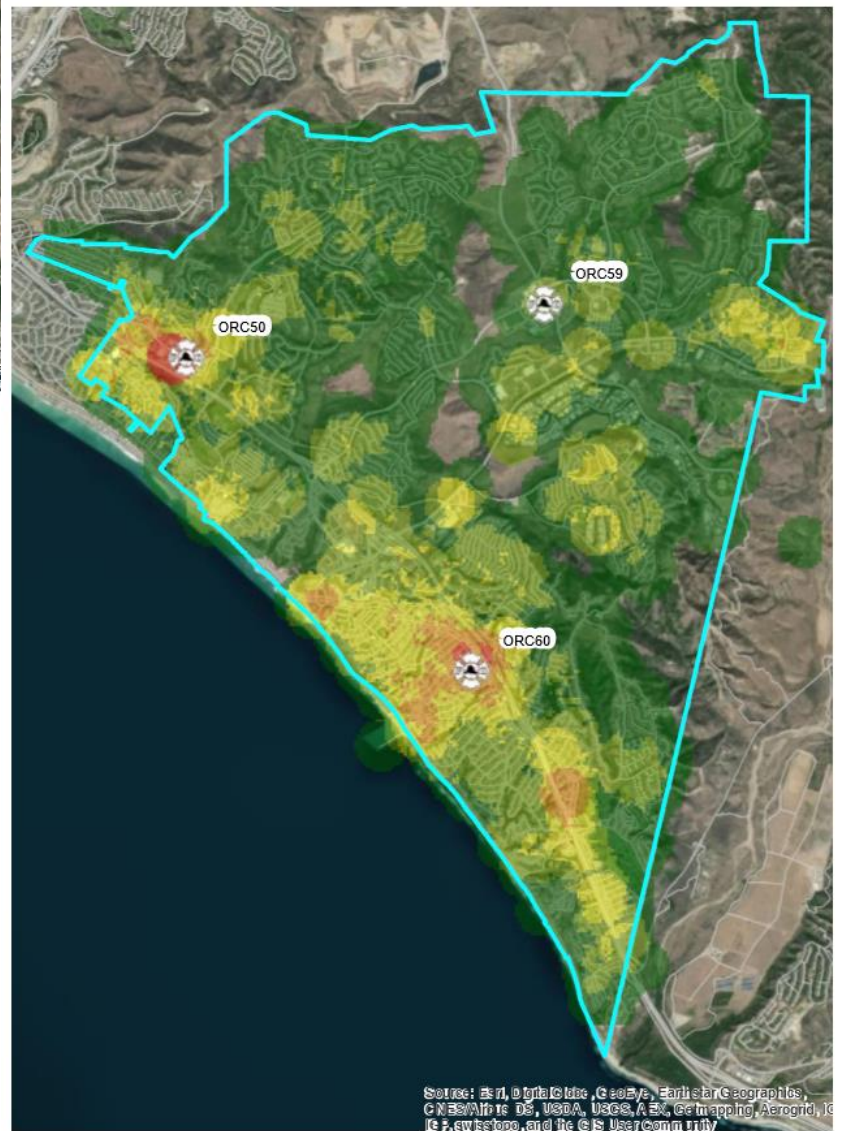 ORC59
ORC50
ORC60
Source: Esri, DigitalGlobe, GeoEye, Earthstar Geographics,
CNES/Airbus DS, USDA, USGS, AEX, Getmapping, Aerogrid,
swisstopo, and the GIS User Community